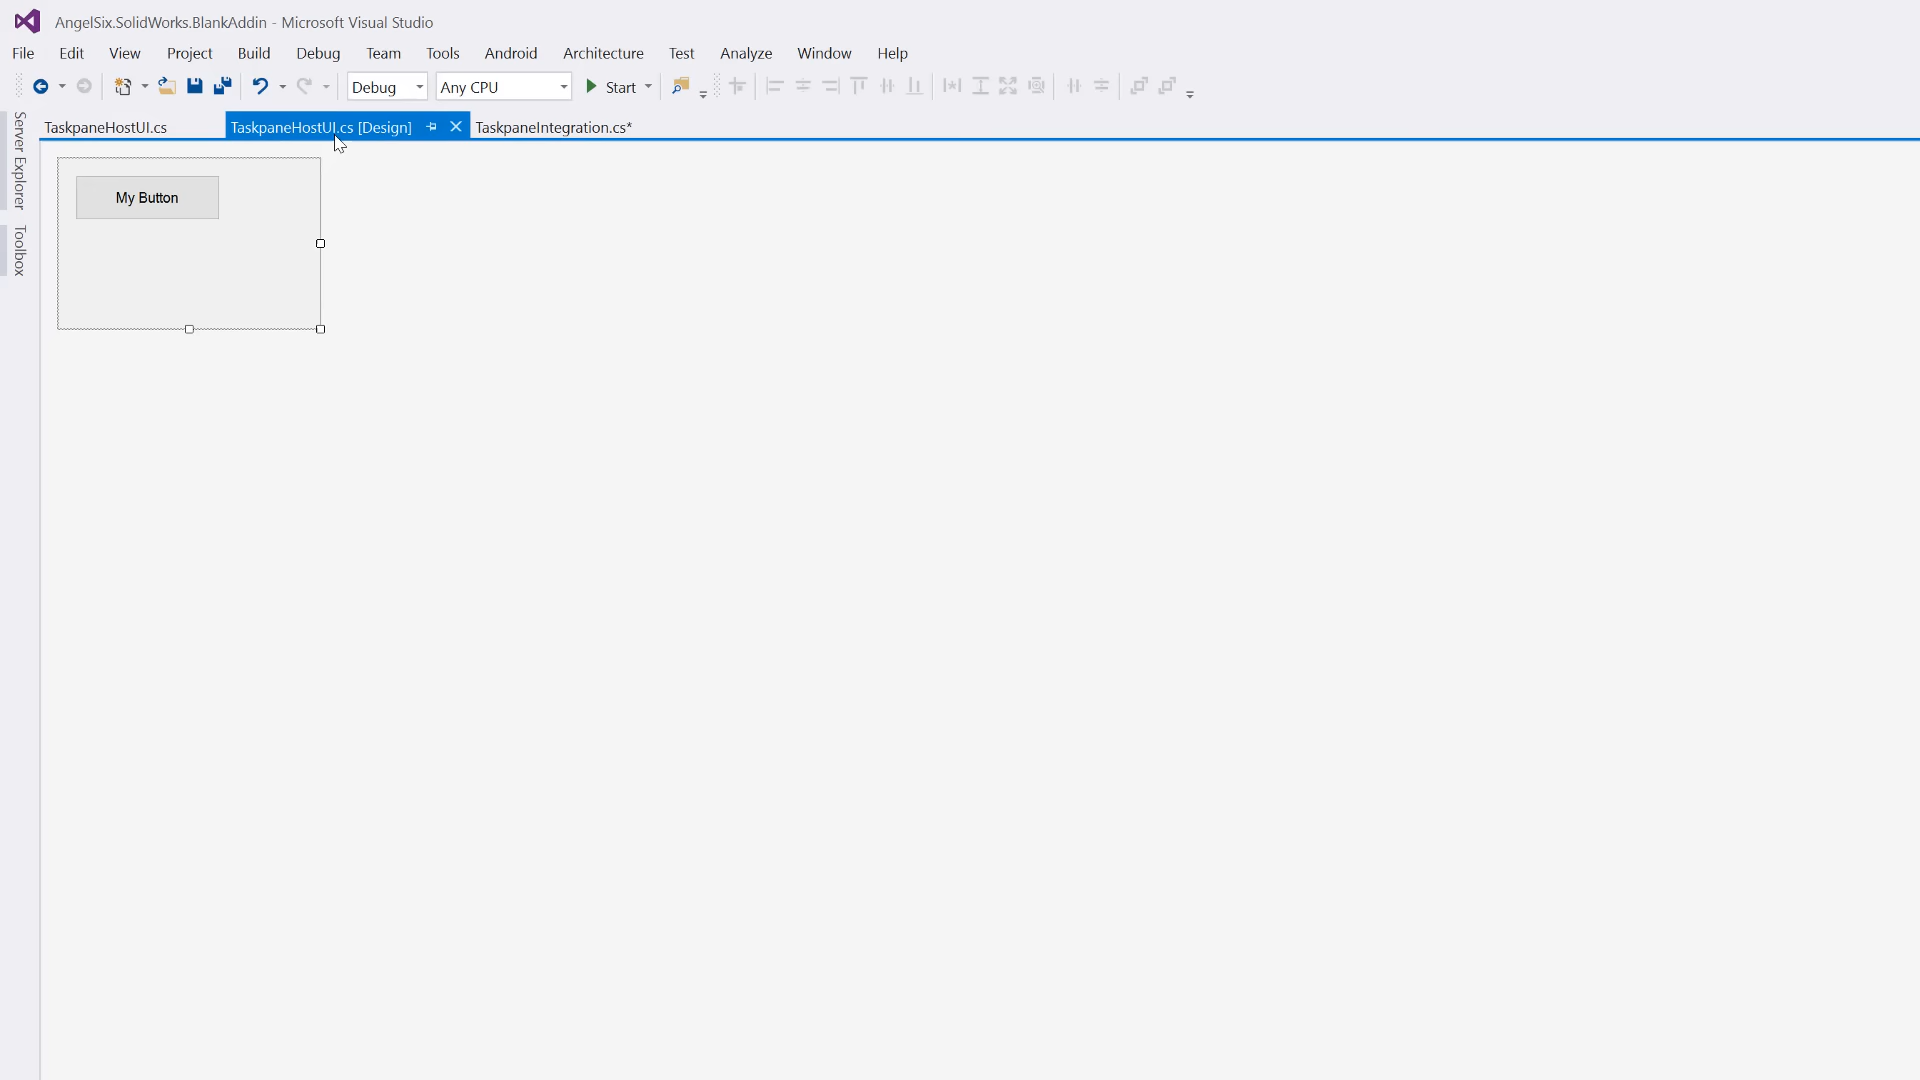 AngelSix.SolidWorks.BlankAddin - Microsoft Visual Studio
File Edit View Project Build Debug Team Tools Android Architecture Test Analyze Window Help
Debug Any CPU Start
TaskpaneHostUI.cs TaskpaneHostUI.cs [Design] TaskpaneIntegration.cs*
Server Explorer
Toolbox
My Button